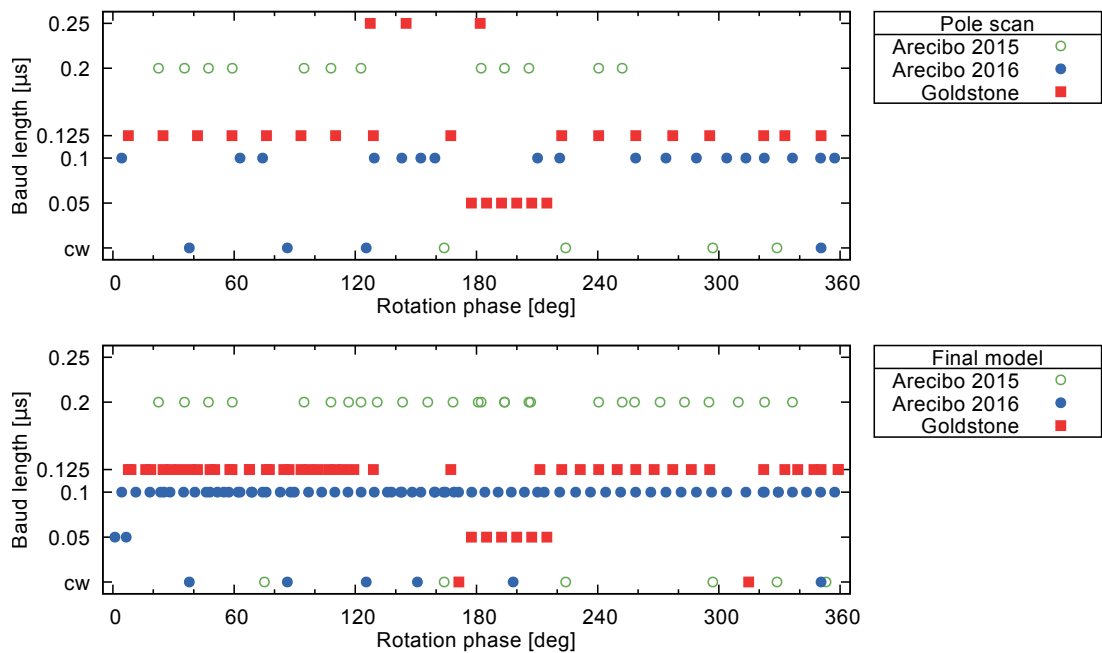 Baud length [µs]
0.25
0.2
0.125
0.1
0.05
cw
0 60 120 180 240 300 360
Rotation phase [deg]
Pole scan
Arecibo 2015
Arecibo 2016
Goldstone
Baud length [µs]
0.25
0.2
0.125
0.1
0.05
cw
0 60 120 180 240 300 360
Rotation phase [deg]
Final model
Arecibo 2015
Arecibo 2016
Goldstone